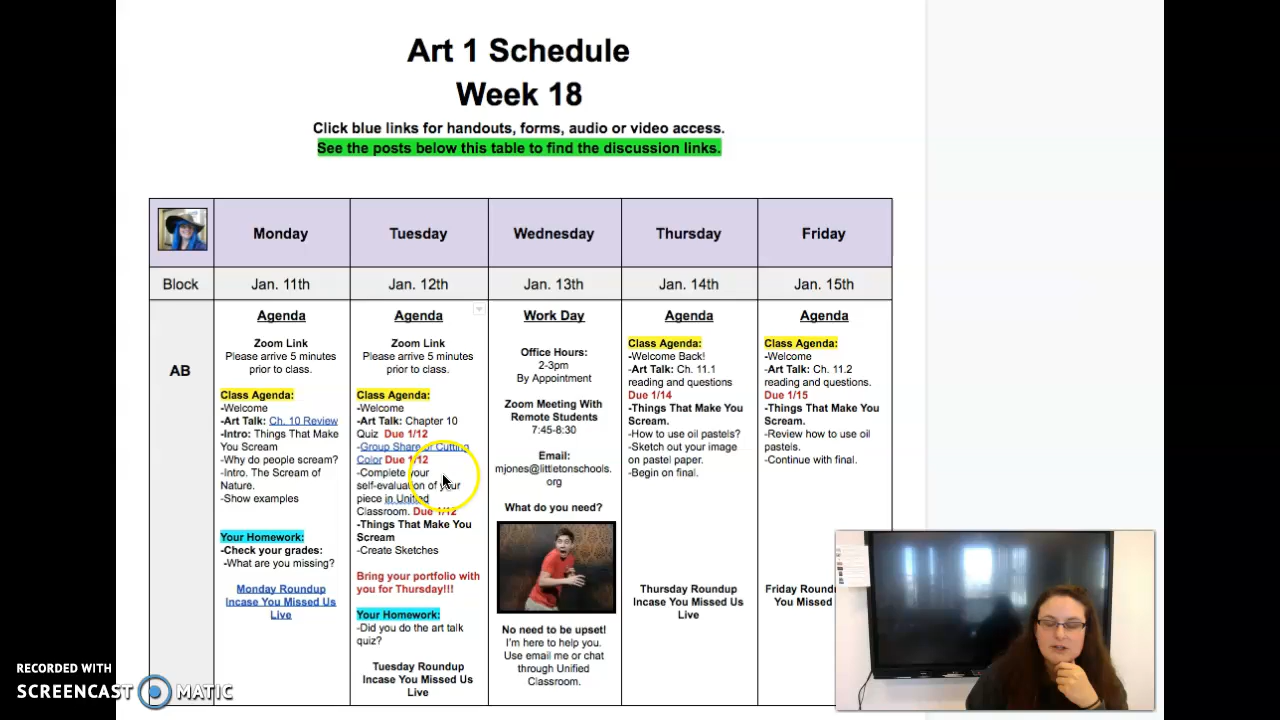 Art 1 Schedule
Week 18
Click blue links for handouts, forms, audio or video access.
See the posts below this table to find the discussion links.
Monday
Tuesday
Wednesday
Thursday
Friday
Block
Jan. 11th
Jan. 12th
Jan. 13th
Jan. 14th
Jan. 15th
AB
Agenda
Zoom Link
Please arrive 5 minutes
prior to class.
Class Agenda:
-Welcome
-Art Talk: Ch. 10 Review
-Intro: Things That Make
You Scream
-Why do people scream?
-Intro. The Scream of
Nature.
-Show examples
Your Homework:
-Check your grades:
-What are you missing?
Monday Roundup
Incase You Missed Us
Live
Agenda
Zoom Link
Please arrive 5 minutes
prior to class.
Class Agenda:
-Welcome
-Art Talk: Chapter 10
Quiz Due 1/12
-Group Share of Cutting
Color Due 1/12
-Complete your
self-evaluation of your
piece in Unified
Classroom. Due 1/12
-Things That Make You
Scream
-Create Sketches
Bring your portfolio with
you for Thursday!!!
Your Homework:
-Did you do the art talk
quiz?
Tuesday Roundup
Incase You Missed Us
Live
Work Day
Office Hours:
2-3pm
By Appointment
Zoom Meeting With
Remote Students
7:45-8:30
Email:
mjones@littletonschools.
org
What do you need?
No need to be upset!
I'm here to help you.
Use email me or chat
through Unified
Classroom.
Agenda
Class Agenda:
-Welcome Back!
-Art Talk: Ch. 11.1
reading and questions
Due 1/14
-Things That Make You
Scream.
-How to use oil pastels?
-Sketch out your image
on pastel paper.
-Begin on final.
Thursday Roundup
Incase You Missed Us
Live
Agenda
Class Agenda:
-Welcome
-Art Talk: Ch. 11.2
reading and questions.
Due 1/15
-Things That Make You
Scream.
-Review how to use oil
pastels.
-Continue with final.
Friday Roun
You Missed
RECORDED WITH
SCREENCAST MATIC